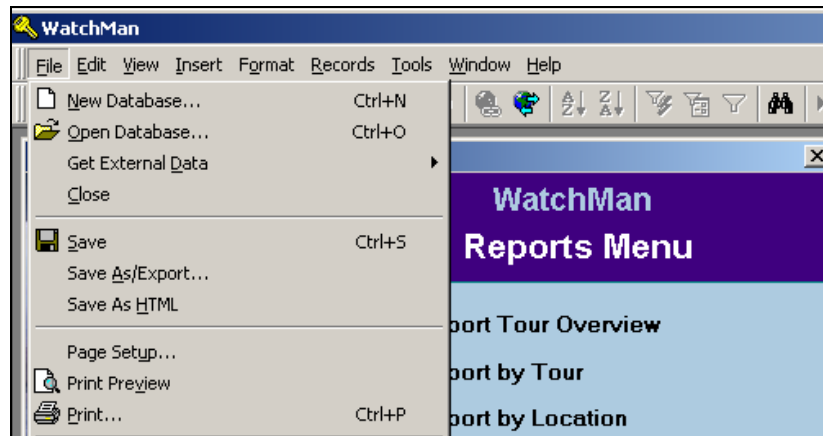 WatchMan
File Edit View Insert Format Records Tools Window Help
New Database... Ctrl+N
Open Database... Ctrl+O
Get External Data
Close
Save Ctrl+S
Save As/Export...
Save As HTML
Page Setup...
Print Preview
Print... Ctrl+P
WatchMan
Reports Menu
port Tour Overview
port by Tour
port by Location